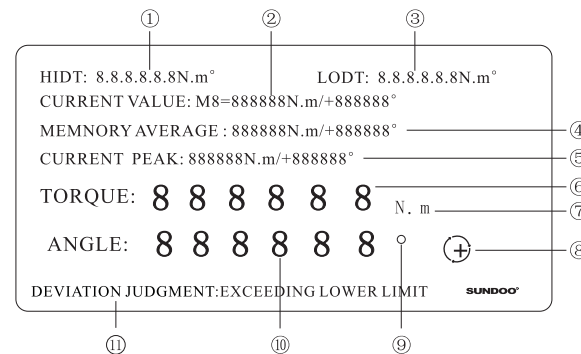 ① ② ③
HIDT: 8.8.8.8.8.8N.m° LODT: 8.8.8.8.8.8N.m°
CURRENT VALUE: M8=888888N.m/+888888°
MEMNORY AVERAGE : 888888N.m/+888888° ④
CURRENT PEAK: 888888N.m/+888888° ⑤
TORQUE: 8 8 8 8 8 8 ⑥
N. m ⑦
ANGLE: 8 8 8 8 8 8 ° ⑧
DEVIATION JUDGMENT:EXCEEDING LOWER LIMIT SUNDOO®
⑪ ⑩ ⑨